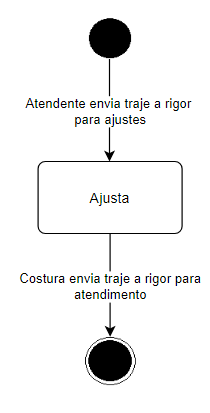 Atendente envia traje a rigor
para ajustes
Ajusta
Costura envia traje a rigor para
atendimento